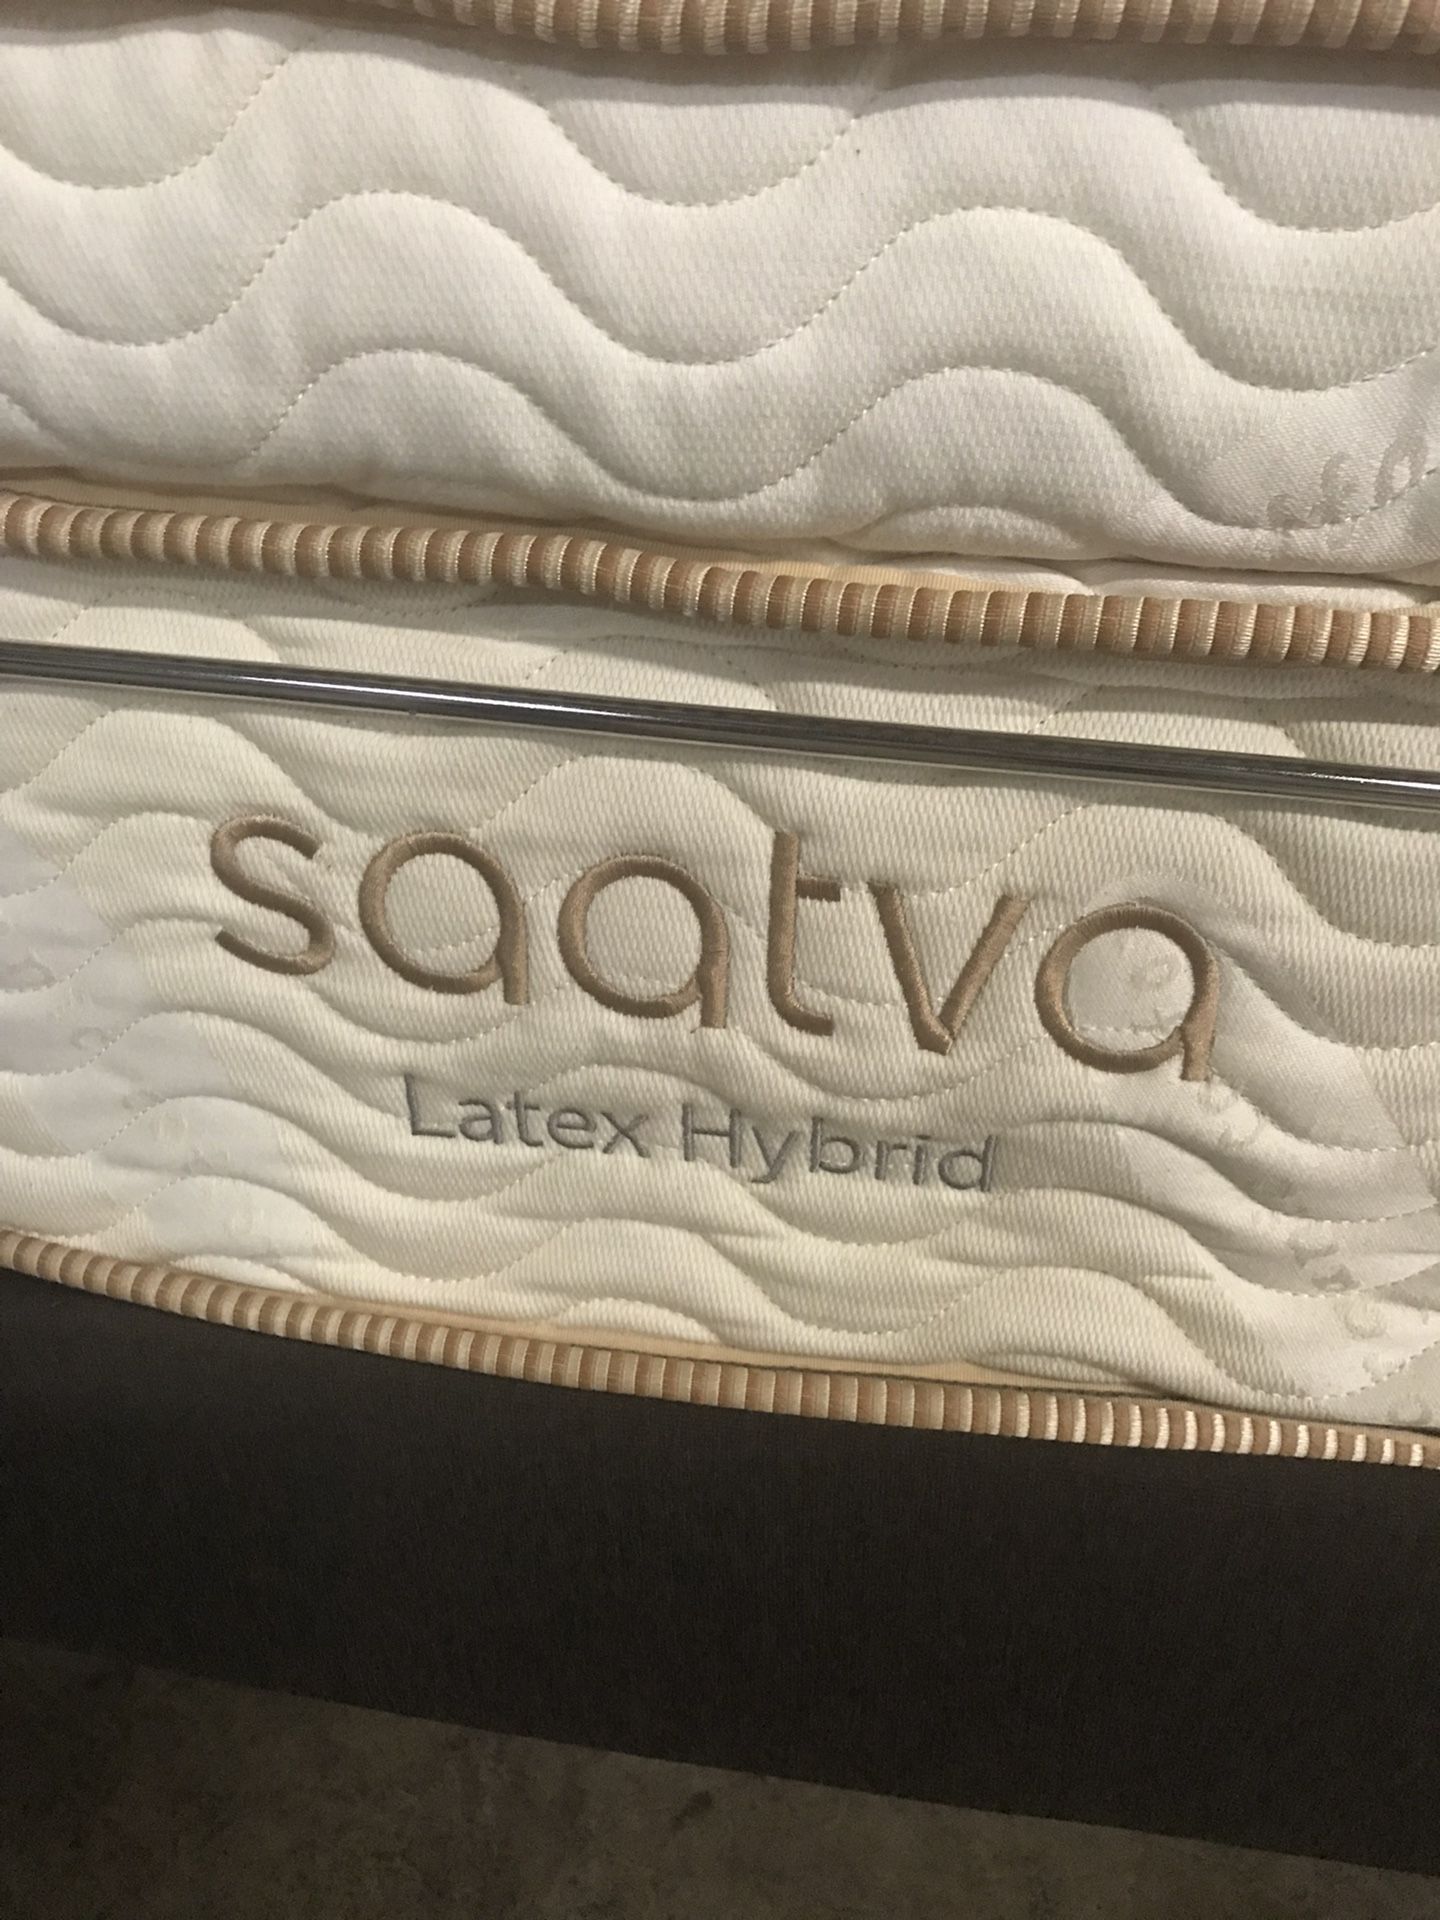 saatva
Latex Hybrid